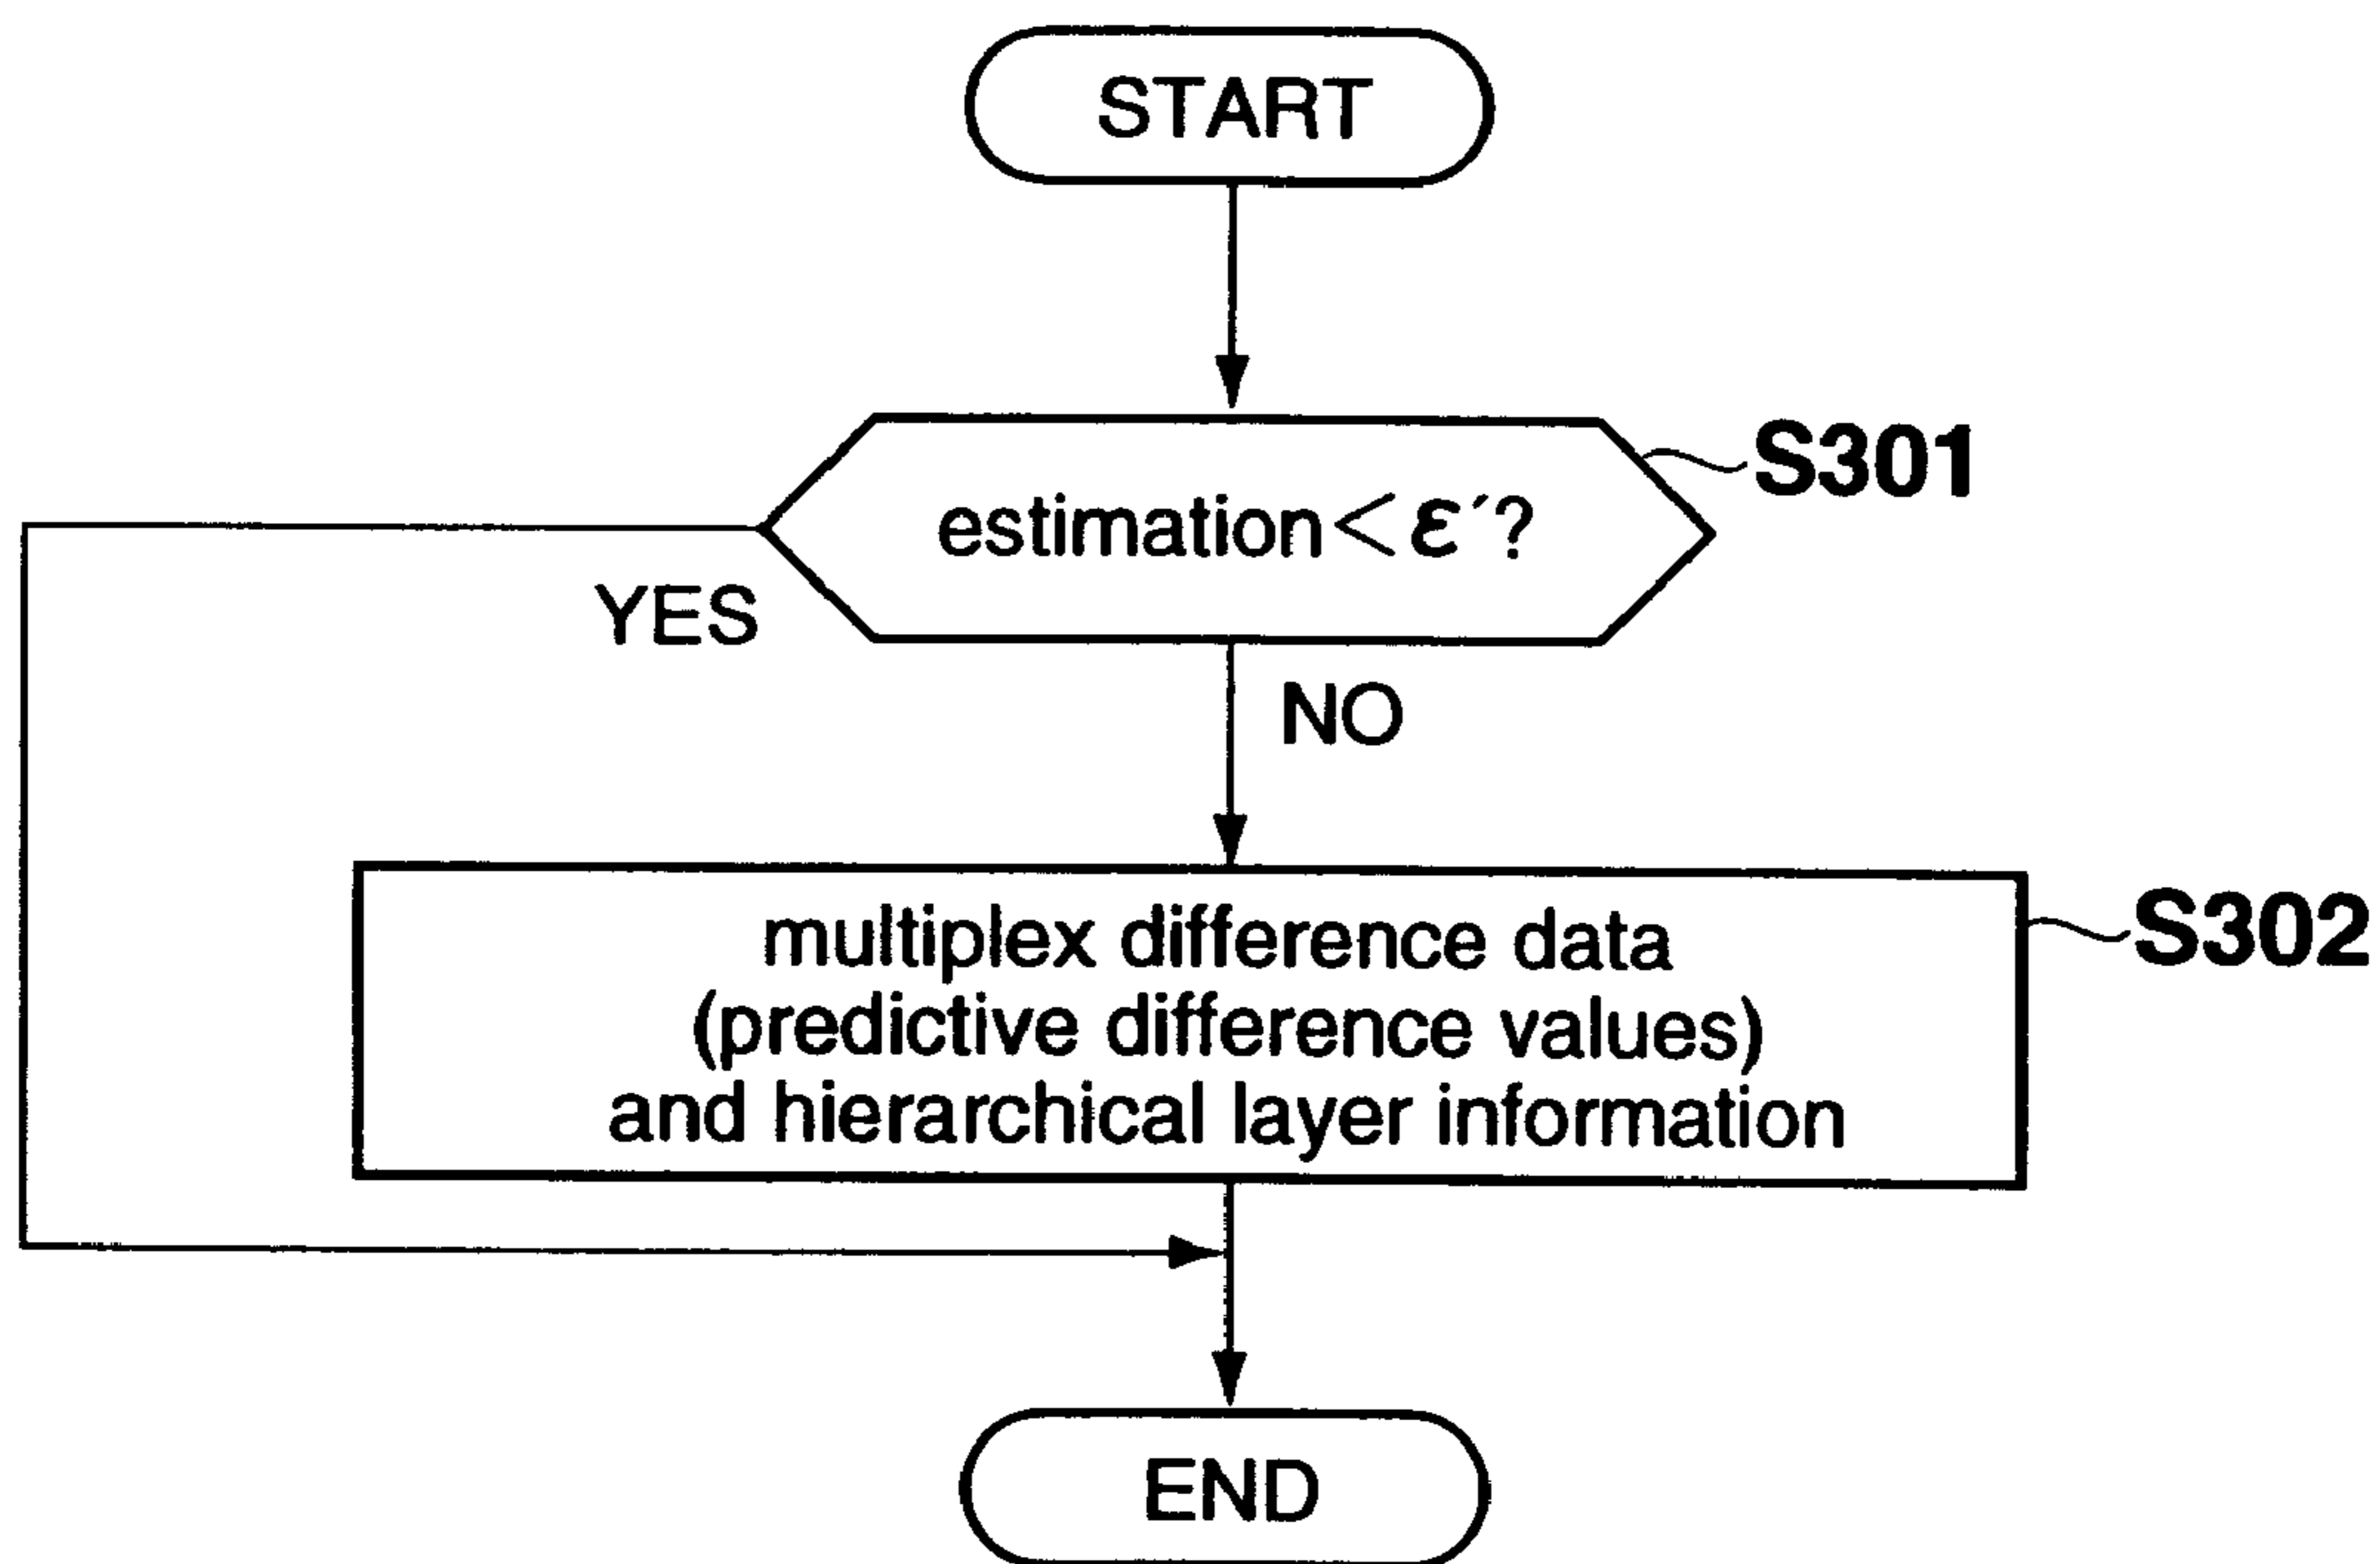 START
S301
estimation<ε′?
YES
NO
multiplex difference data
(predictive difference values)
and hierarchical layer information
S302
END